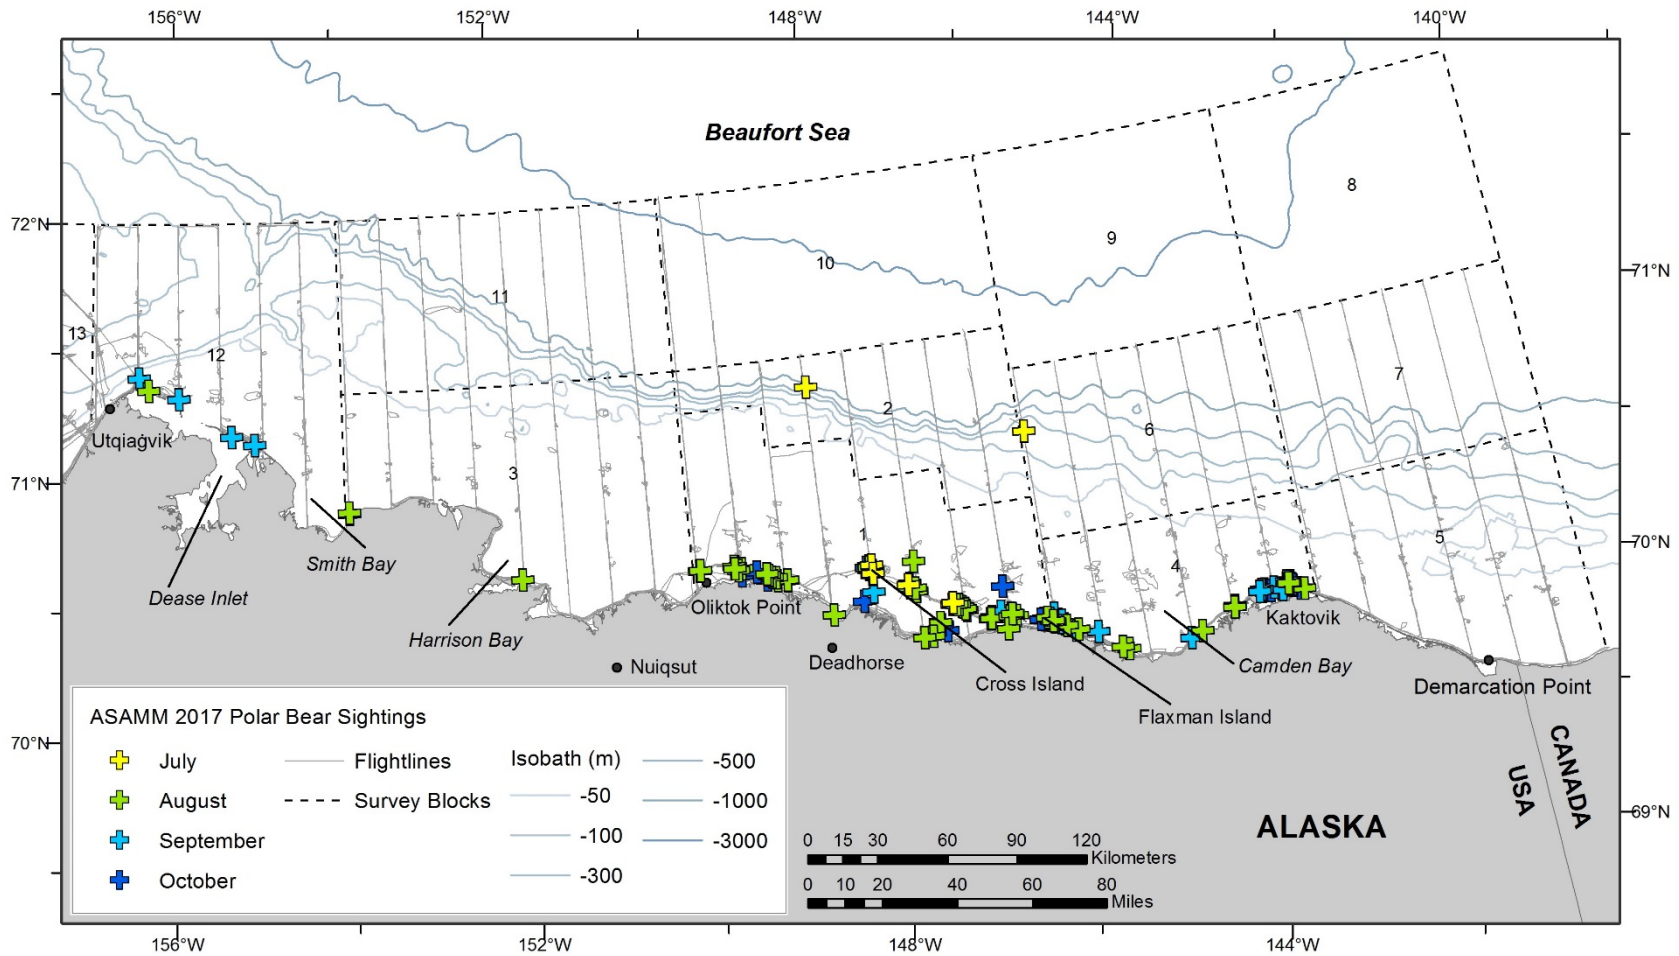 156°W 152°W 148°W 144°W 140°W
Beaufort Sea
8
72°N
9
10
71°N
11
13
12
7
2
6
Utqiaġvik
3
71°N
1
5
70°N
4
Smith Bay
Dease Inlet
Oliktok Point
Kaktovik
Harrison Bay
Nuiqsut
Deadhorse
Camden Bay
Cross Island
Demarcation Point
Flaxman Island
ASAMM 2017 Polar Bear Sightings
July
August
September
October
Flightlines
Survey Blocks
Isobath (m)
-50
-100
-300
-500
-1000
-3000
70°N
CANADA
USA
ALASKA
69°N
0 15 30 60 90 120
Kilometers
0 10 20 40 60 80
Miles
156°W 152°W 148°W 144°W